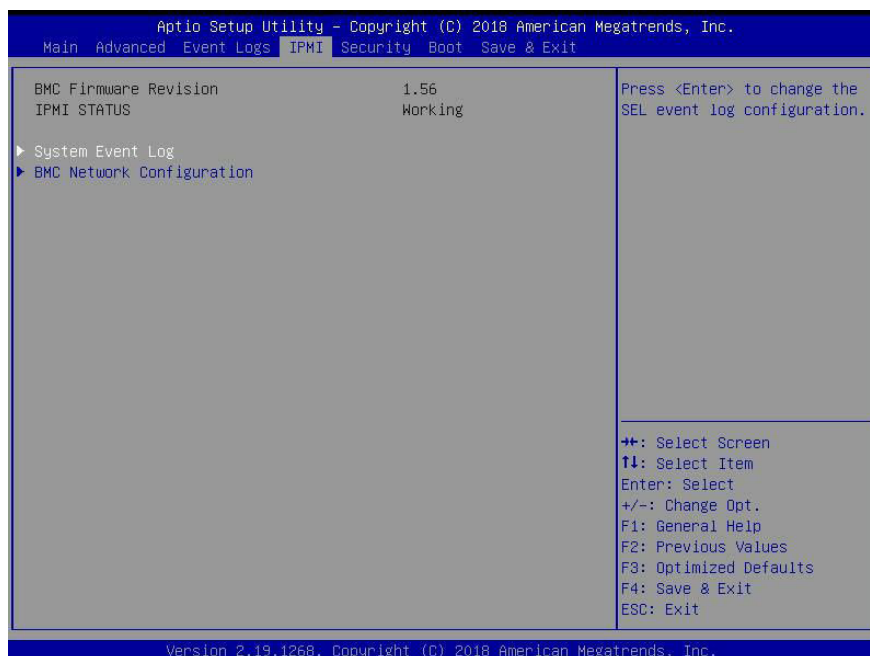 Aptio Setup Utility - Copyright (C) 2018 American Megatrends, Inc.
Main Advanced Event Logs IPMI Security Boot Save & Exit
BMC Firmware Revision 1.56
IPMI STATUS Working
► System Event Log
► BMC Network Configuration
Press <Enter> to change the
SEL event log configuration.
→←: Select Screen
↑↓: Select Item
Enter: Select
+/-: Change Opt.
F1: General Help
F2: Previous Values
F3: Optimized Defaults
F4: Save & Exit
ESC: Exit
Version 2.19.1268. Copyright (C) 2018 American Megatrends, Inc.